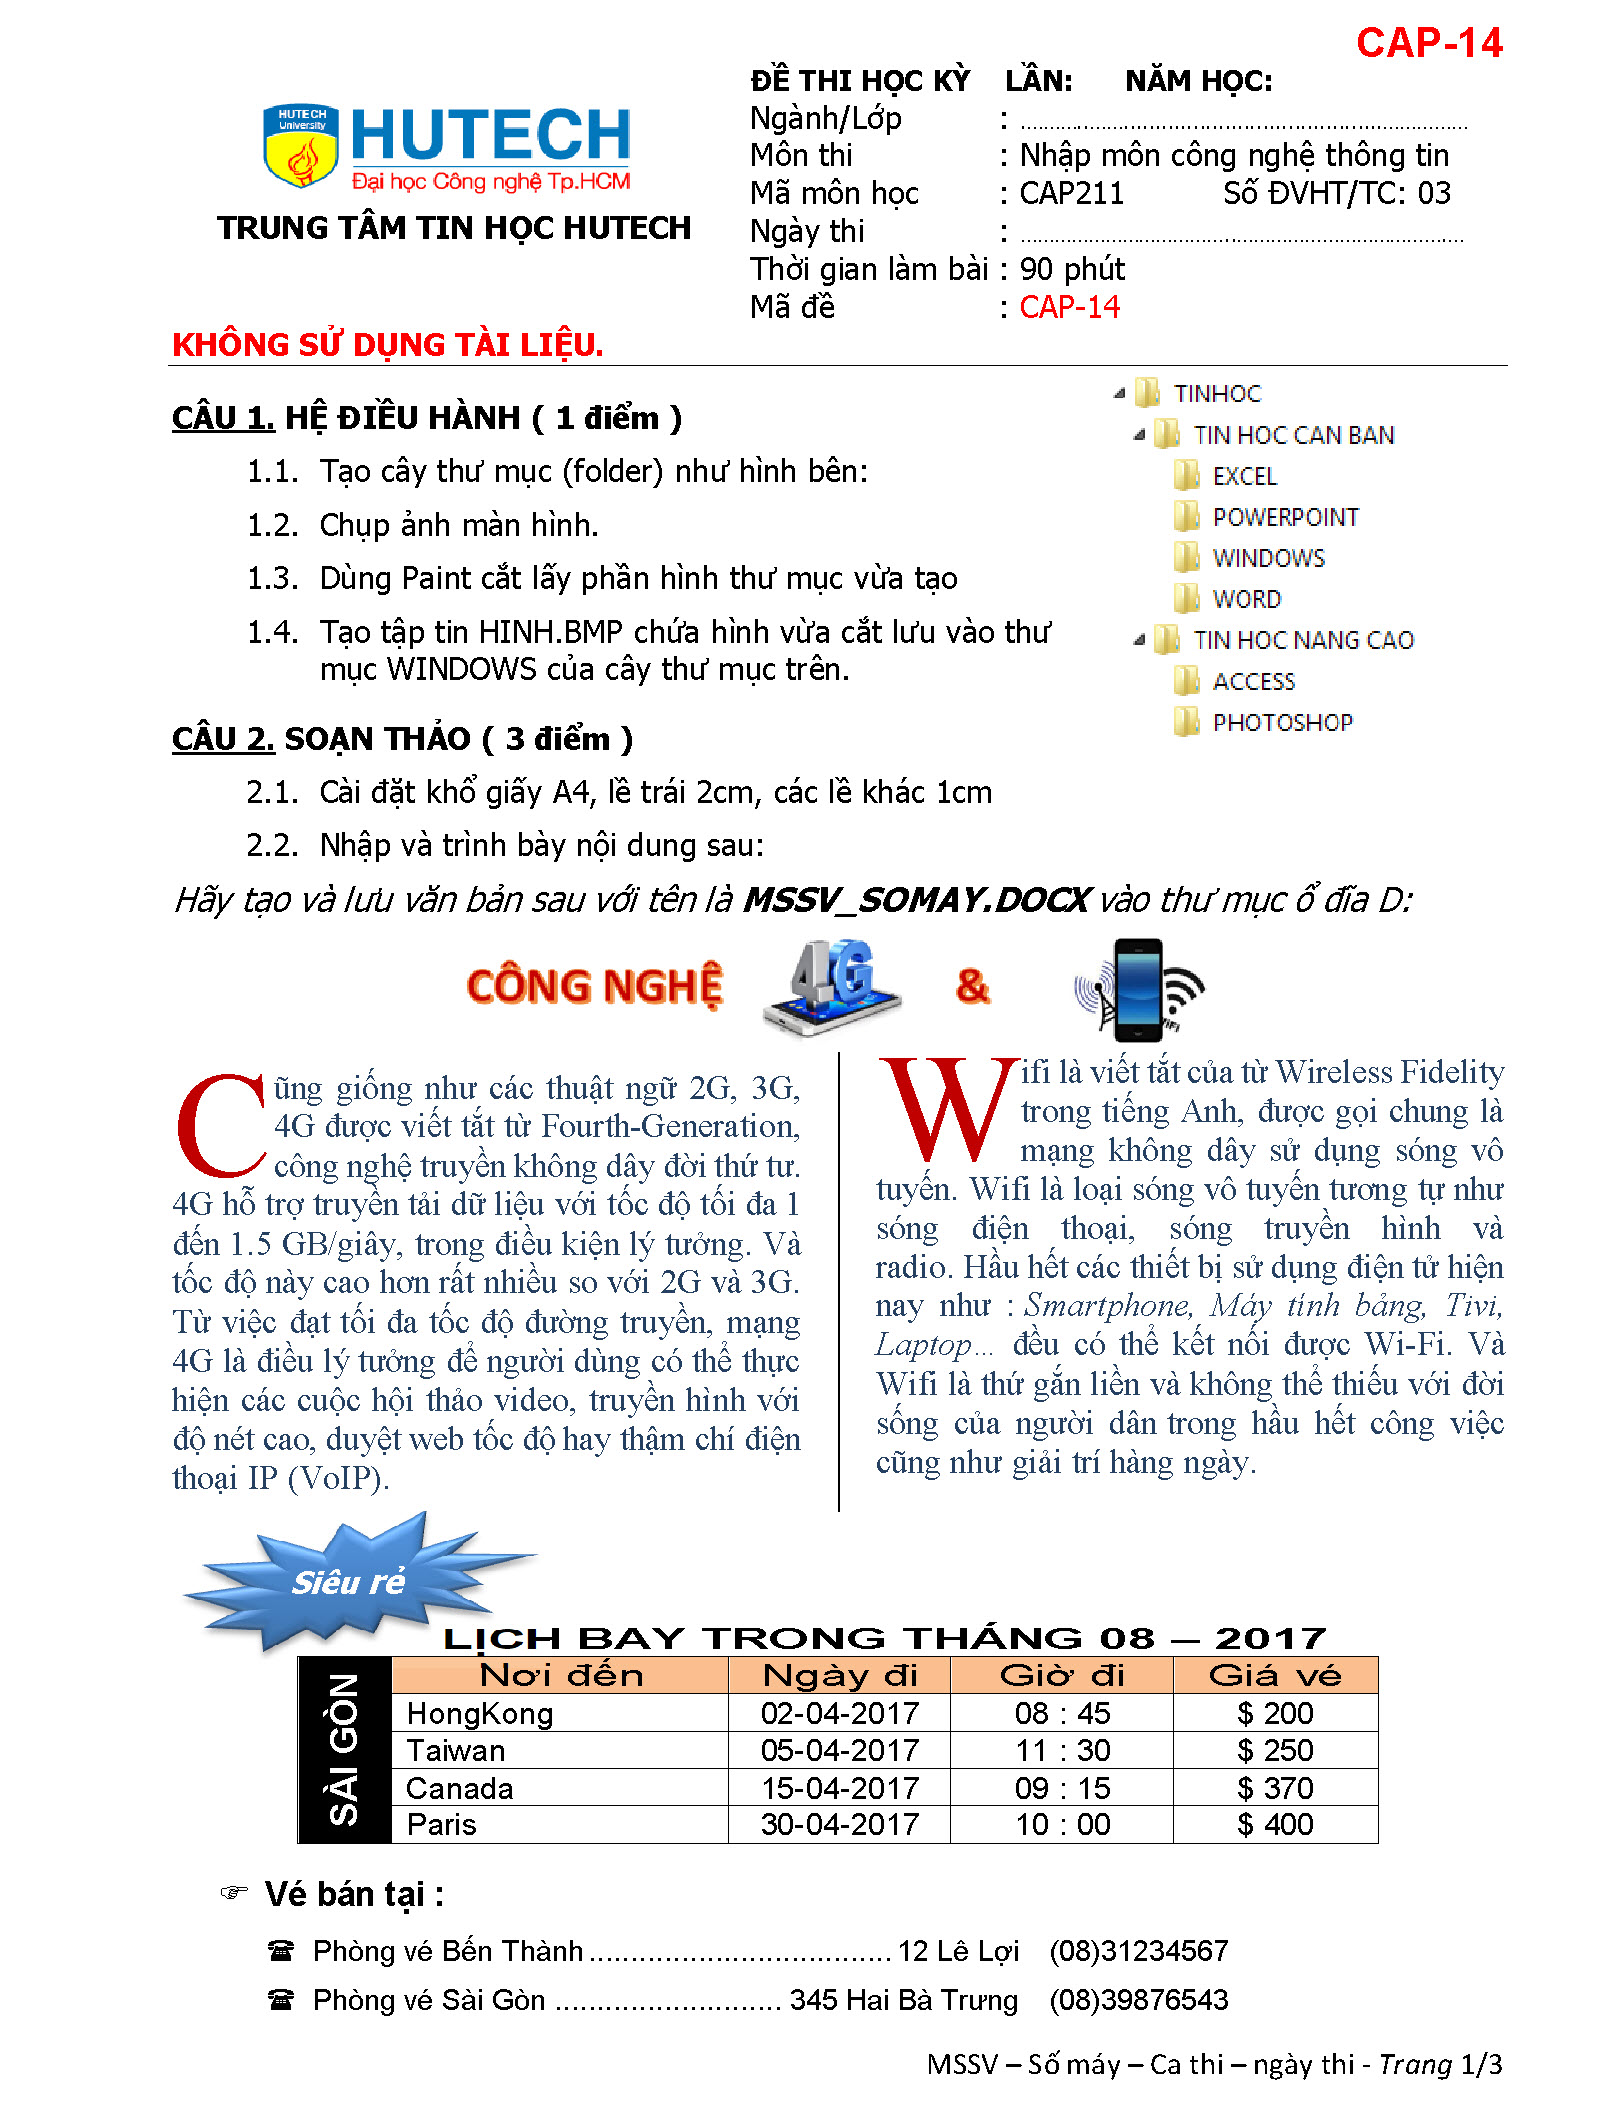 CAP-14
HUTECH
University
HUTECH
Đại học Công nghệ Tp.HCM
TRUNG TÂM TIN HỌC HUTECH
ĐỀ THI HỌC KỲ LẦN: NĂM HỌC:
Ngành/Lớp : ................................................................
Môn thi : Nhập môn công nghệ thông tin
Mã môn học : CAP211 Số ĐVHT/TC: 03
Ngày thi : ................................................................
Thời gian làm bài : 90 phút
Mã đề : CAP-14
KHÔNG SỬ DỤNG TÀI LIỆU.
CÂU 1. HỆ ĐIỀU HÀNH ( 1 điểm )
1.1. Tạo cây thư mục (folder) như hình bên:
1.2. Chụp ảnh màn hình.
1.3. Dùng Paint cắt lấy phần hình thư mục vừa tạo
1.4. Tạo tập tin HINH.BMP chứa hình vừa cắt lưu vào thư
mục WINDOWS của cây thư mục trên.
TINHOC
TIN HOC CAN BAN
EXCEL
POWERPOINT
WINDOWS
WORD
TIN HOC NANG CAO
ACCESS
PHOTOSHOP
CÂU 2. SOẠN THẢO ( 3 điểm )
2.1. Cài đặt khổ giấy A4, lề trái 2cm, các lề khác 1cm
2.2. Nhập và trình bày nội dung sau:
Hãy tạo và lưu văn bản sau với tên là MSSV_SOMAY.DOCX vào thư mục ổ đĩa D:
CÔNG NGHỆ 4G & WiFi
Cũng giống như các thuật ngữ 2G, 3G,
4G được viết tắt từ Fourth-Generation,
công nghệ truyền không dây đời thứ tư.
4G hỗ trợ truyền tải dữ liệu với tốc độ tối đa 1
đến 1.5 GB/giây, trong điều kiện lý tưởng. Và
tốc độ này cao hơn rất nhiều so với 2G và 3G.
Từ việc đạt tối đa tốc độ đường truyền, mạng
4G là điều lý tưởng để người dùng có thể thực
hiện các cuộc hội thảo video, truyền hình với
độ nét cao, duyệt web tốc độ hay thậm chí điện
thoại IP (VoIP).
Wifi là viết tắt của từ Wireless Fidelity
trong tiếng Anh, được gọi chung là
mạng không dây sử dụng sóng vô
tuyến. Wifi là loại sóng vô tuyến tương tự như
sóng điện thoại, sóng truyền hình và
radio. Hầu hết các thiết bị sử dụng điện tử hiện
nay như : Smartphone, Máy tính bảng, Tivi,
Laptop... đều có thể kết nối được Wi-Fi. Và
Wifi là thứ gắn liền và không thể thiếu với đời
sống của người dân trong hầu hết công việc
cũng như giải trí hàng ngày.
Siêu rẻ
LỊCH BAY TRONG THÁNG 08 – 2017
SÀI GÒN
Nơi đến Ngày đi Giờ đi Giá vé
HongKong 02-04-2017 08 : 45 $ 200
Taiwan 05-04-2017 11 : 30 $ 250
Canada 15-04-2017 09 : 15 $ 370
Paris 30-04-2017 10 : 00 $ 400
☞ Vé bán tại :
☎ Phòng vé Bến Thành .................................... 12 Lê Lợi (08)31234567
☎ Phòng vé Sài Gòn ........................... 345 Hai Bà Trưng (08)39876543
MSSV – Số máy – Ca thi – ngày thi - Trang 1/3